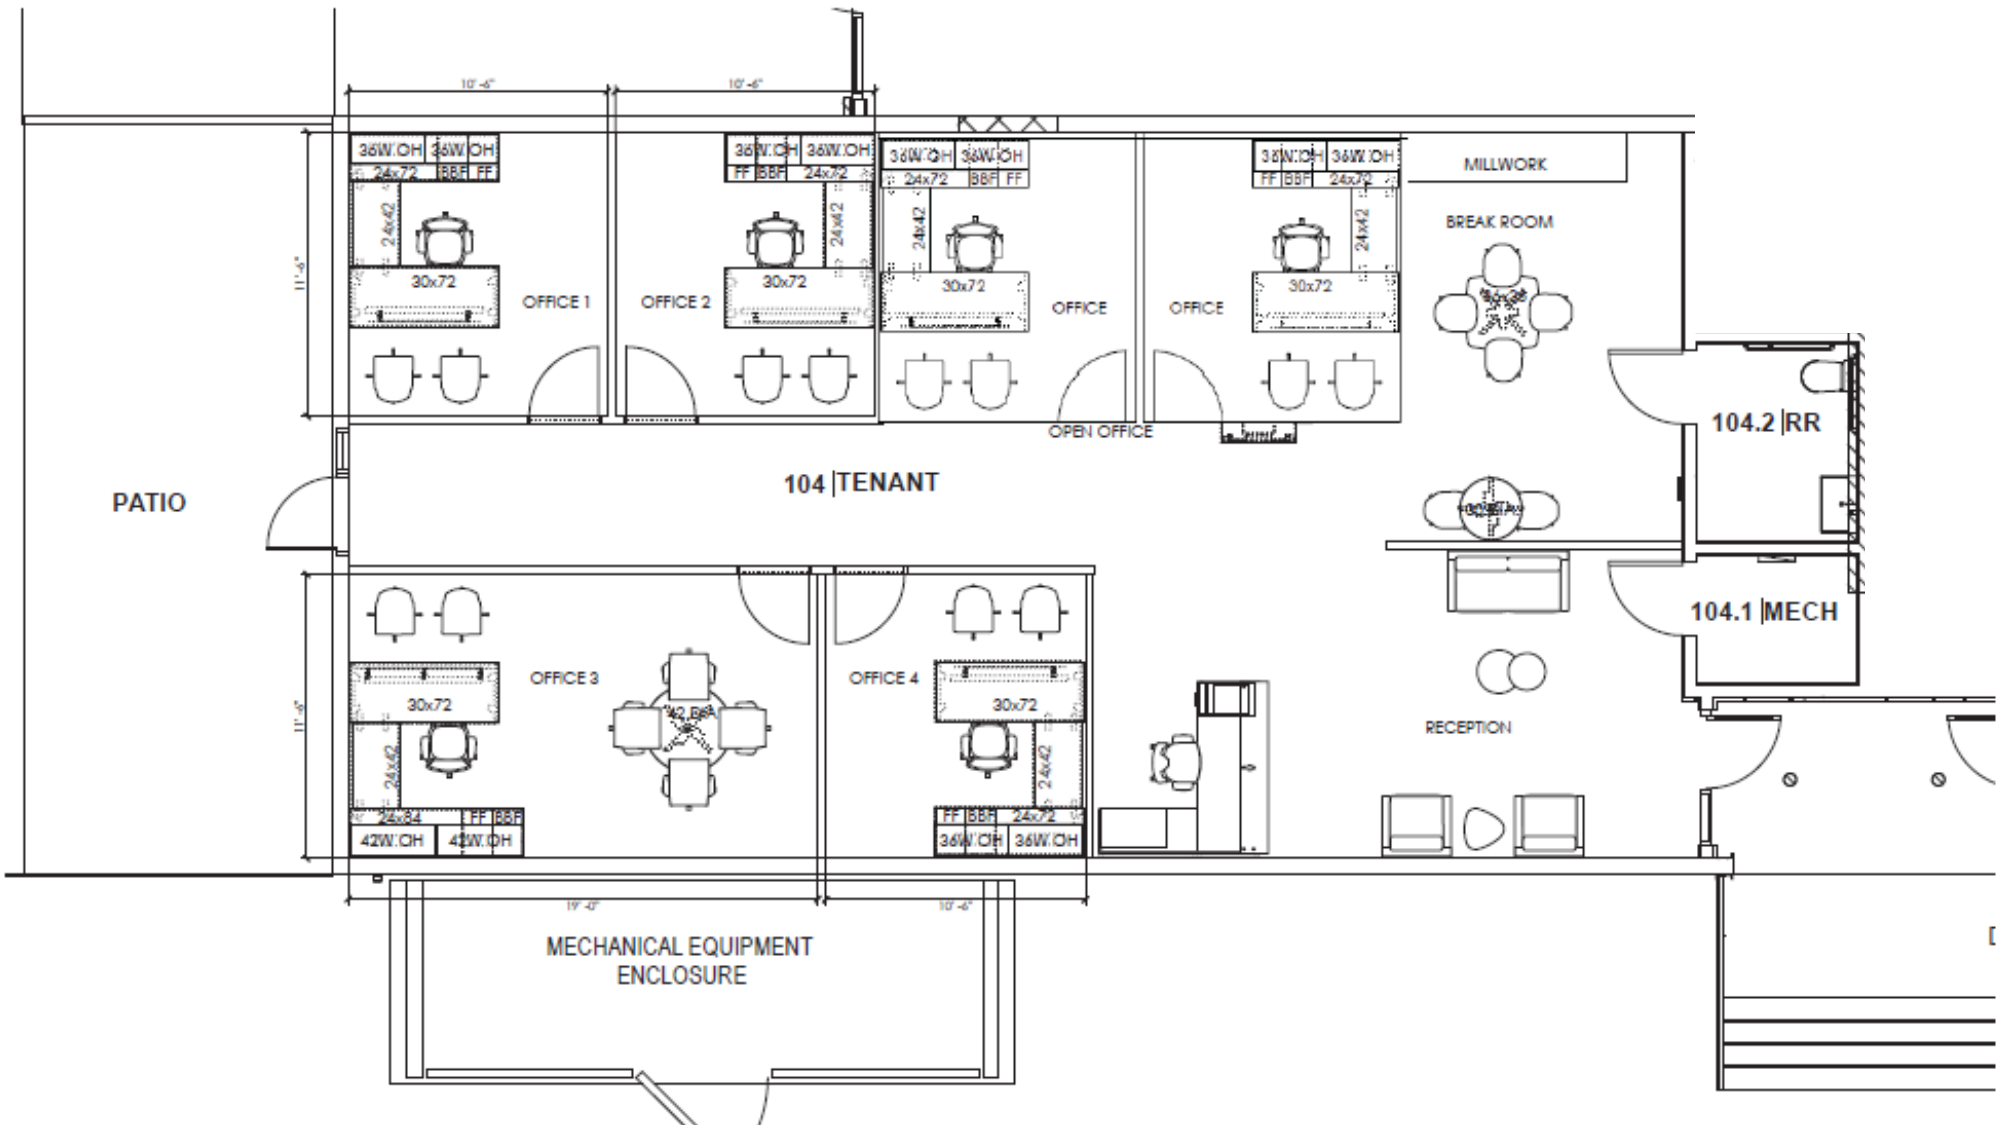 10'-6"
10'-6"
36W.OH 36W.OH
24x72 BBF FF
24x42
30x72
OFFICE 1
11'-6"
36W.OH 36W.OH
FF BBF 24x72
24x42
30x72
OFFICE 2
36W.OH 36W.OH
24x72 BBF FF
24x42
30x72
OFFICE
36W.OH 36W.OH
FF BBF 24x72
24x42
30x72
OFFICE
MILLWORK
BREAK ROOM
OPEN OFFICE
104 TENANT
PATIO
104.2 RR
104.1 MECH
11'-6"
OFFICE 3
30x72
24x42
24x84 FF BBF
42W.OH 42W.OH
42 DIA
OFFICE 4
30x72
24x42
FF BBF 24x72
36W.OH 36W.OH
RECEPTION
19'-0"
10'-6"
MECHANICAL EQUIPMENT
ENCLOSURE